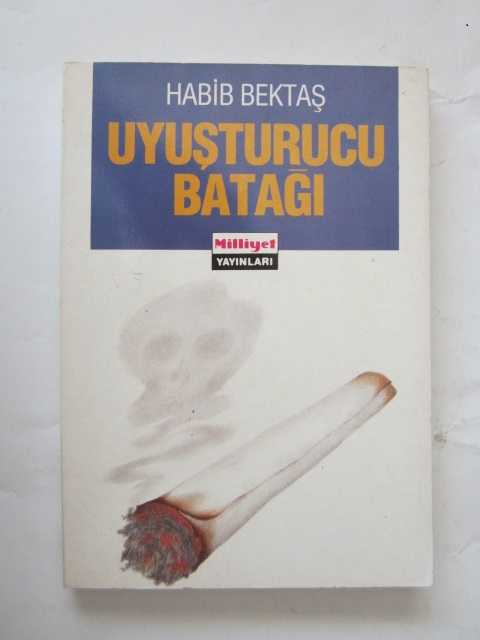 HABİB BEKTAŞ
UYUŞTURUCU
BATAĞI
Milliyet
YAYINLARI